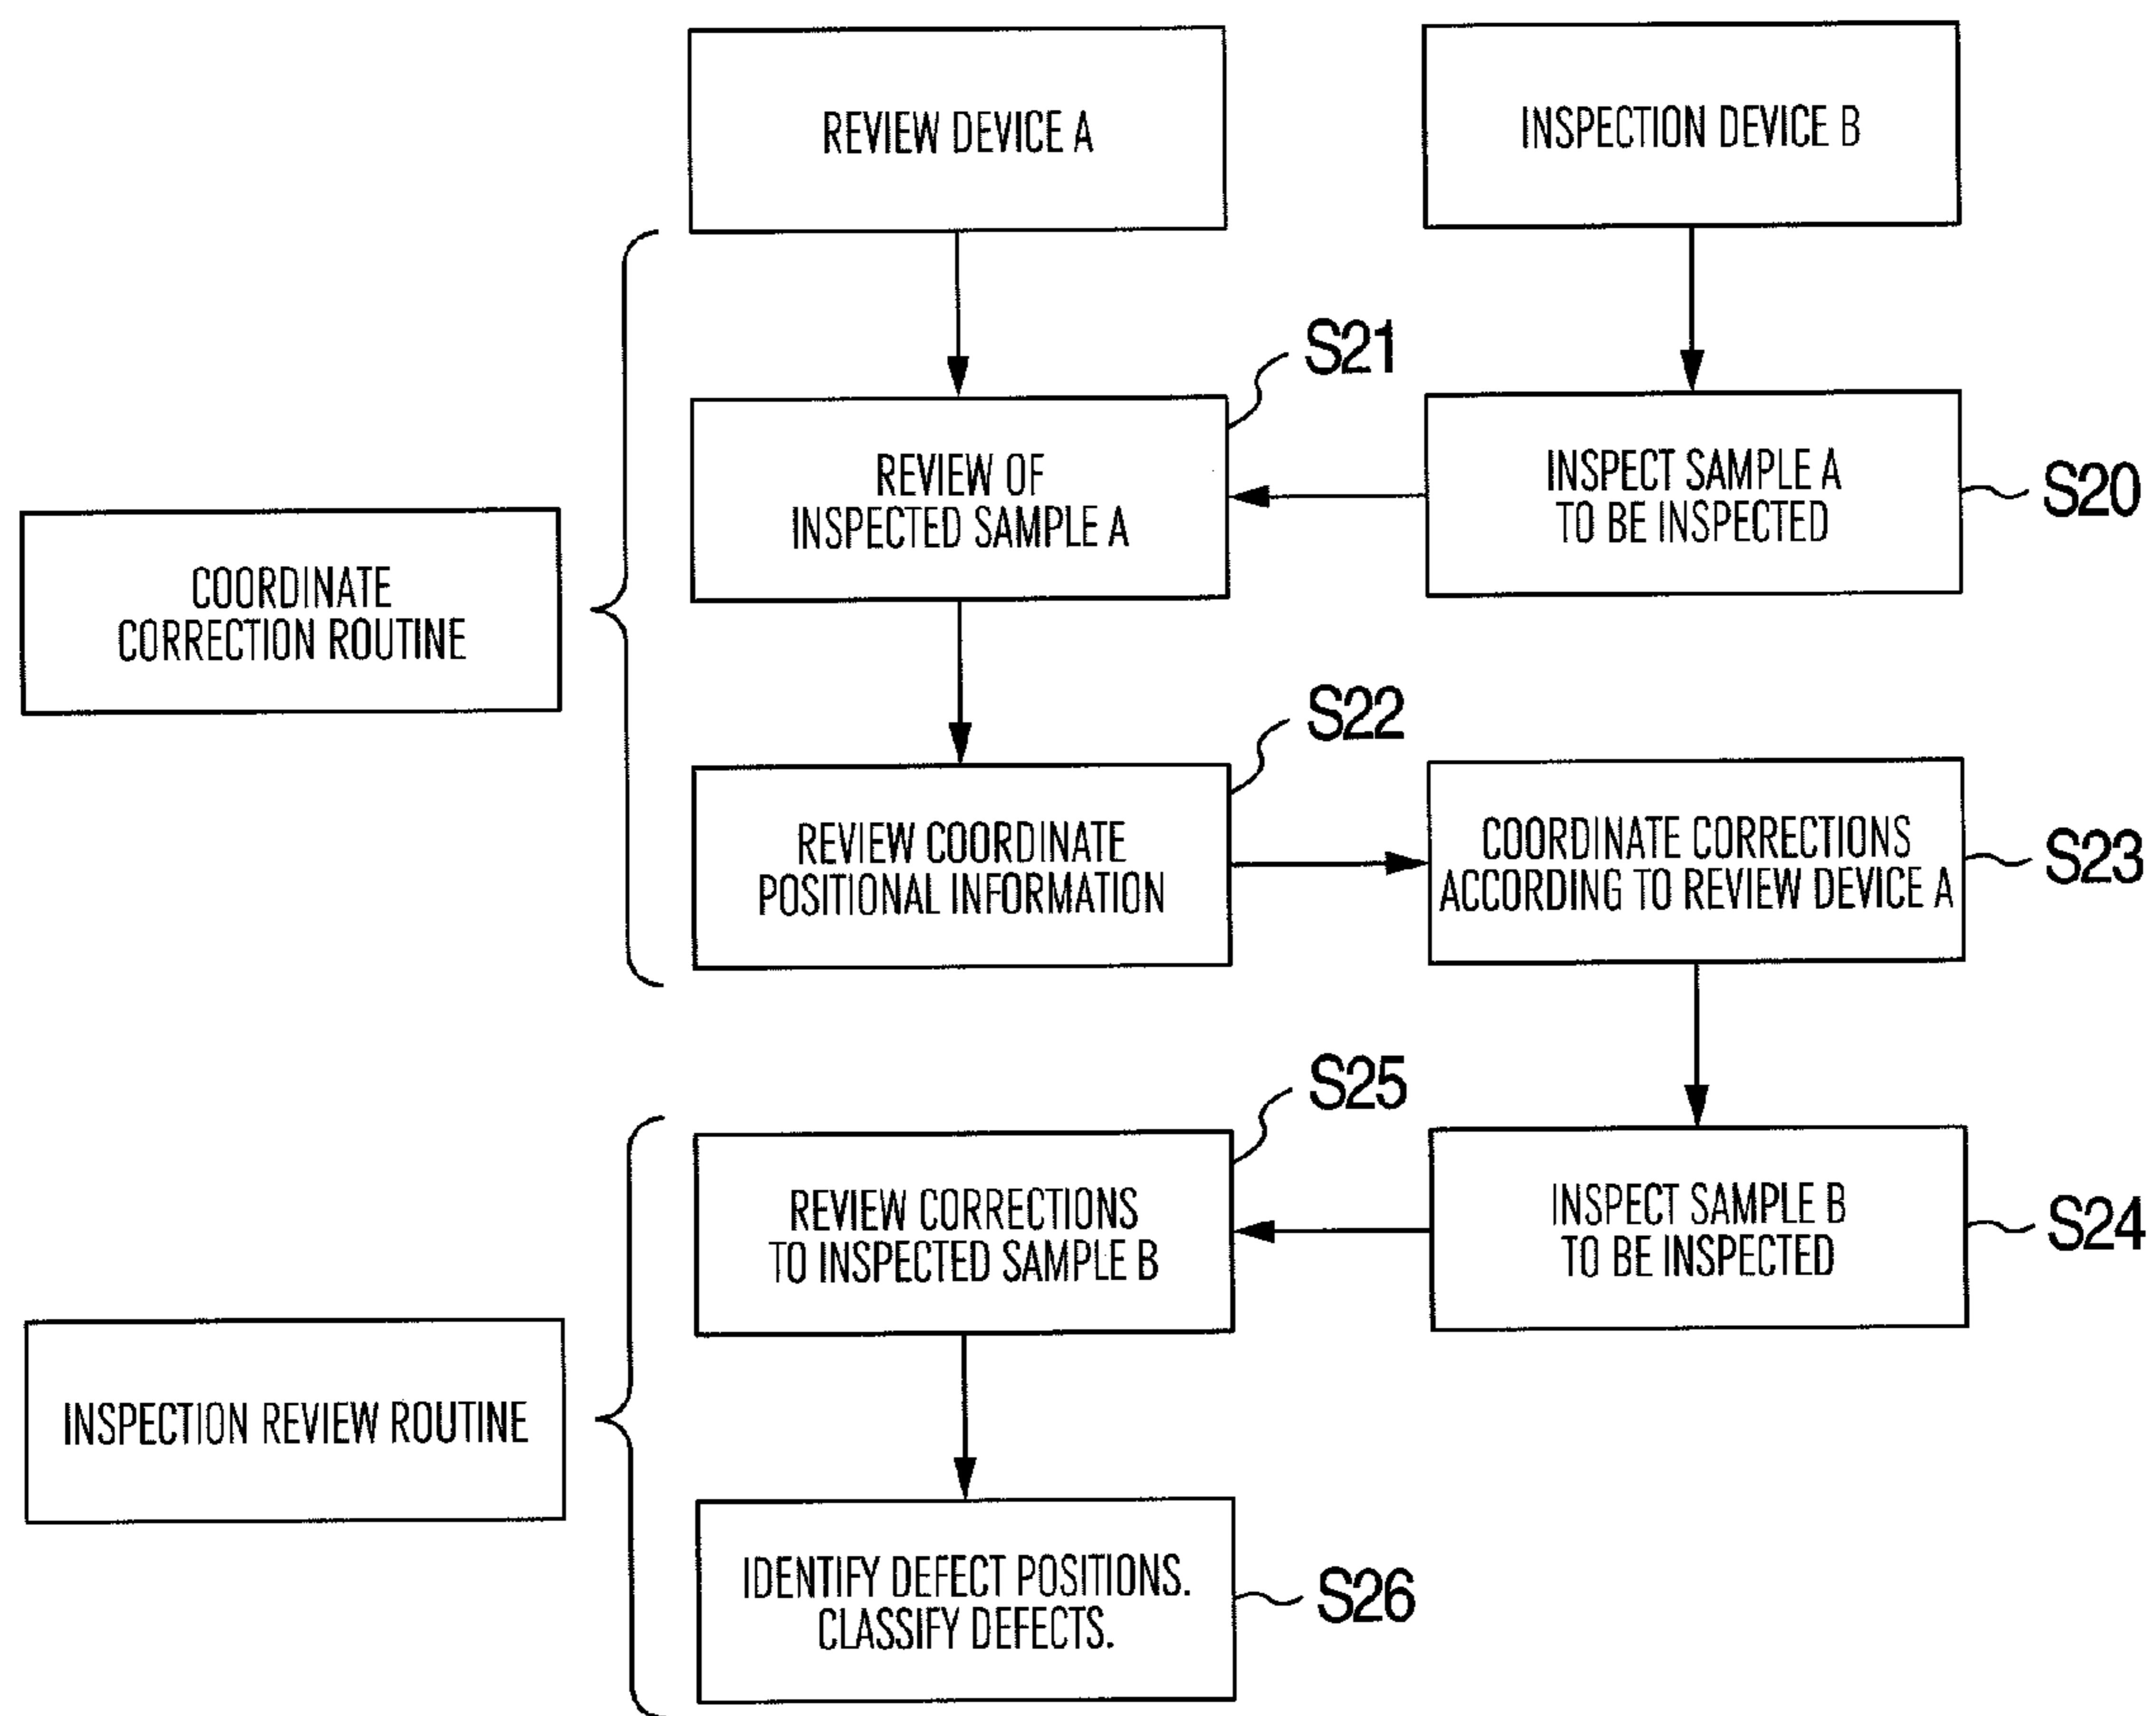 REVIEW DEVICE A
INSPECTION DEVICE B
S21
REVIEW OF
INSPECTED SAMPLE A
INSPECT SAMPLE A
TO BE INSPECTED
S20
COORDINATE
CORRECTION ROUTINE
S22
REVIEW COORDINATE
POSITIONAL INFORMATION
COORDINATE CORRECTIONS
ACCORDING TO REVIEW DEVICE A
S23
S25
REVIEW CORRECTIONS
TO INSPECTED SAMPLE B
INSPECT SAMPLE B
TO BE INSPECTED
S24
INSPECTION REVIEW ROUTINE
IDENTIFY DEFECT POSITIONS.
CLASSIFY DEFECTS.
S26